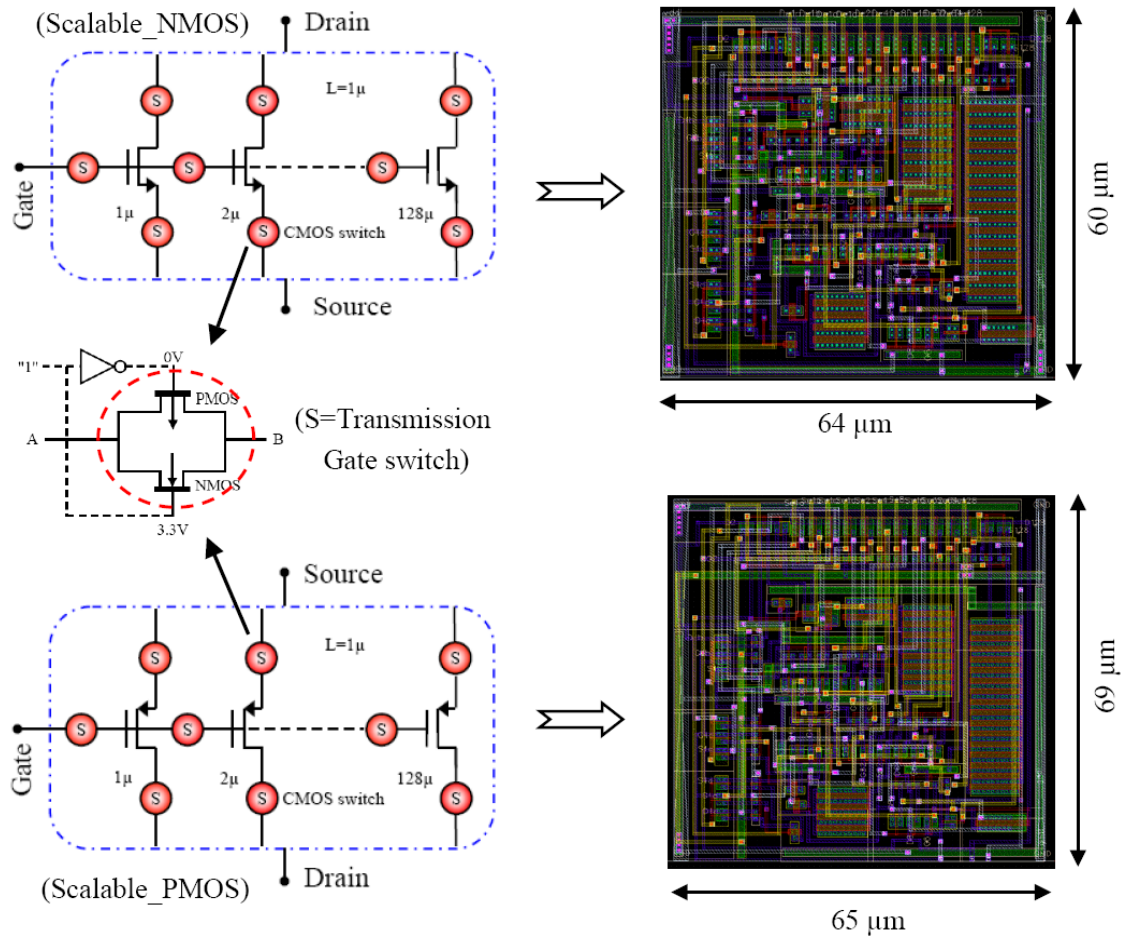 (Scalable_NMOS)
Drain
L=1µ
S
S
S
S
S
S
Gate
1µ
2µ
128µ
S
S
S
CMOS switch
Source
60 µm
64 µm
"1"
0V
PMOS
A
B
NMOS
3.3V
(S=Transmission
Gate switch)
Source
L=1µ
S
S
S
S
S
S
Gate
1µ
2µ
128µ
S
S
S
CMOS switch
Drain
(Scalable_PMOS)
69 µm
65 µm